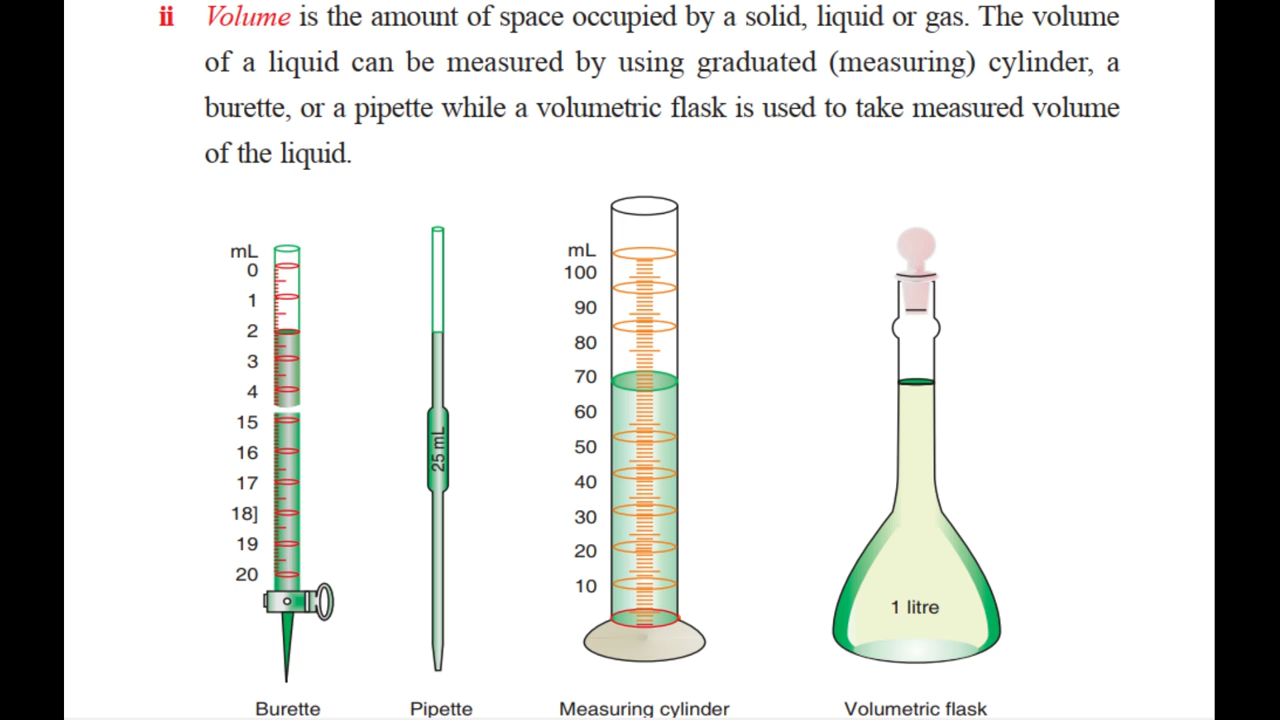 ii Volume is the amount of space occupied by a solid, liquid or gas. The volume
of a liquid can be measured by using graduated (measuring) cylinder, a
burette, or a pipette while a volumetric flask is used to take measured volume
of the liquid.
mL
0
1
2
3
4
15
16
17
18]
19
20
Burette
25 mL
Pipette
mL
100
90
80
70
60
50
40
30
20
10
Measuring cylinder
1 litre
Volumetric flask